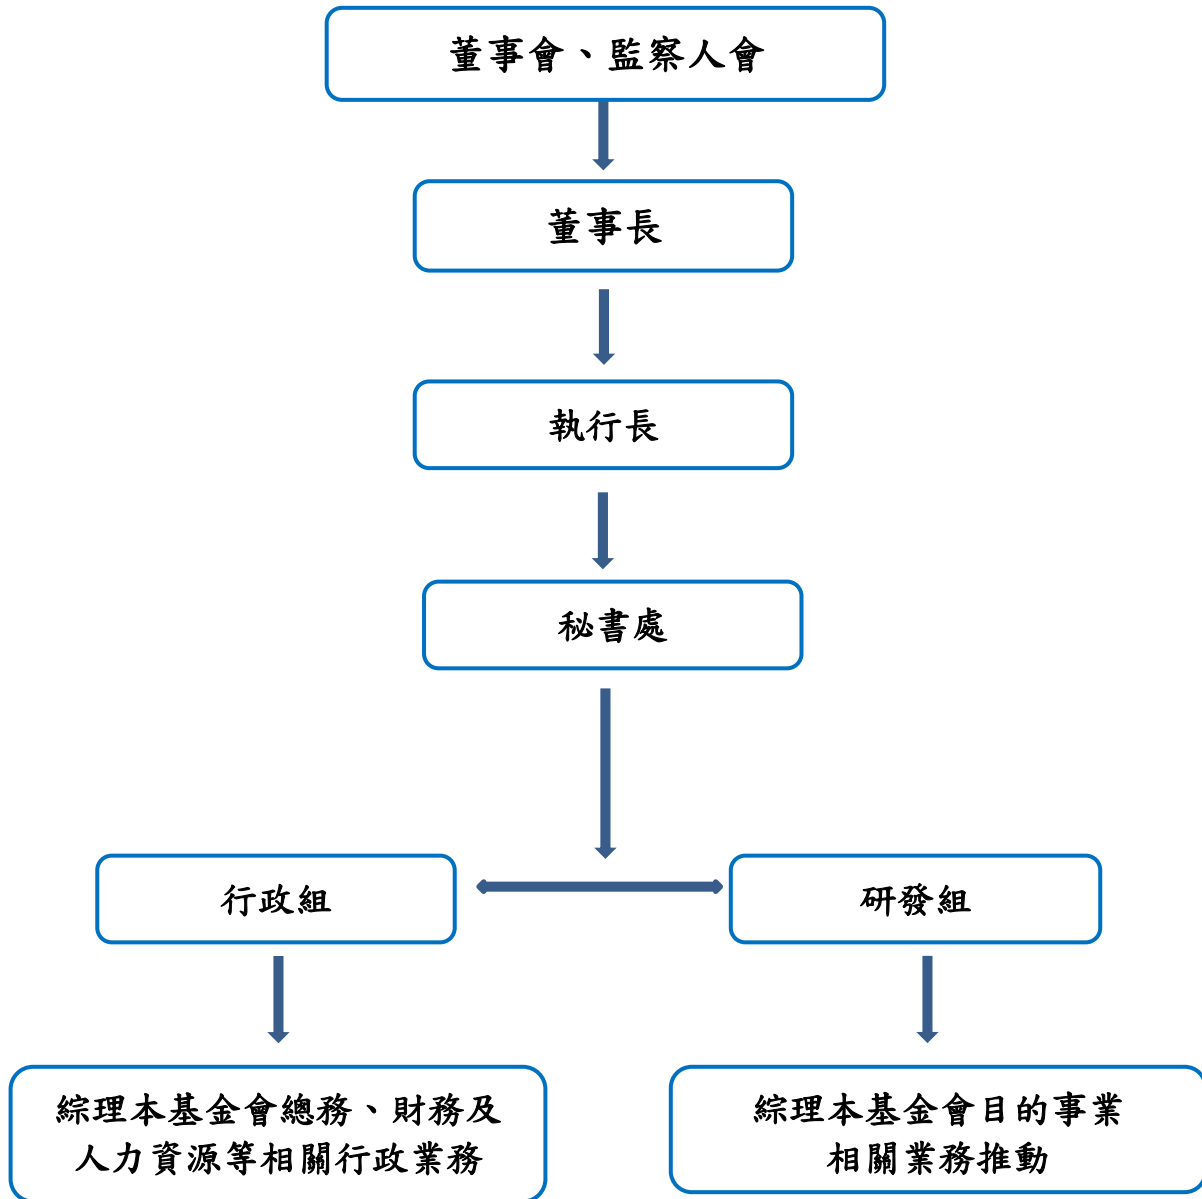 董事會、監察人會
董事長
執行長
秘書處
行政組
研發組
綜理本基金會總務、財務及
人力資源等相關行政業務
綜理本基金會目的事業
相關業務推動